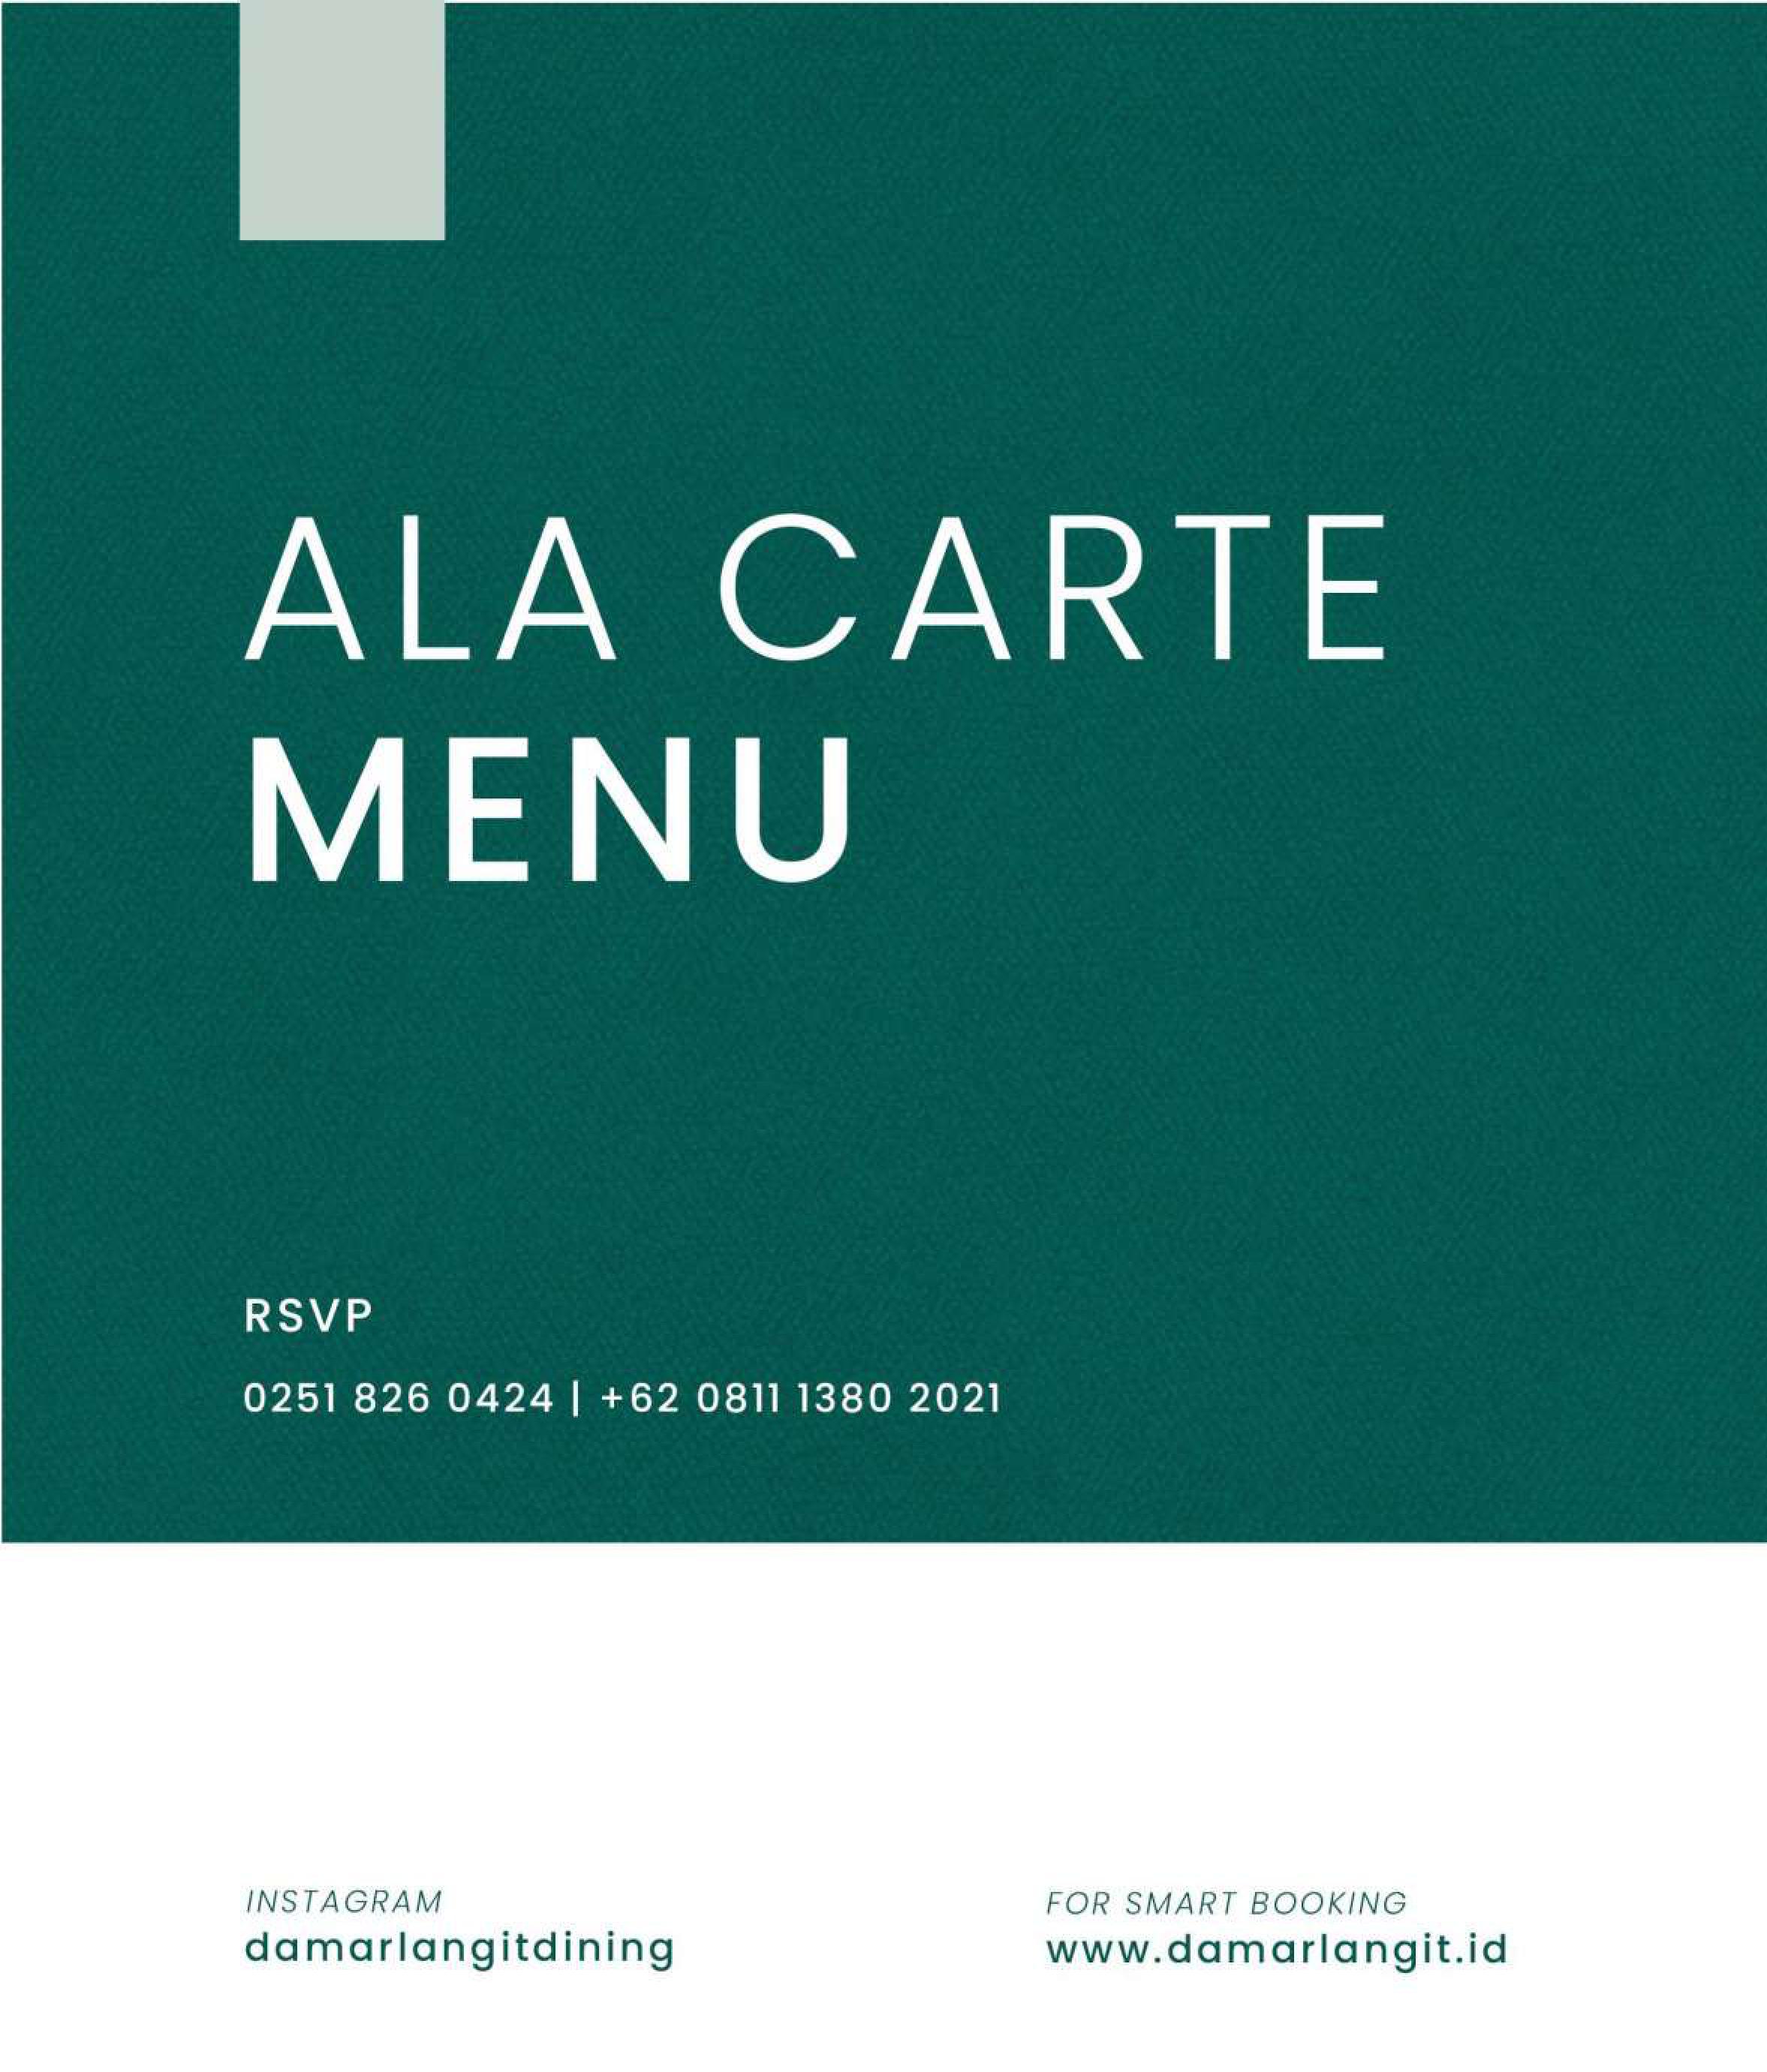 ALA CARTE
MENU
RSVP
0251 826 0424 | +62 0811 1380 2021
INSTAGRAM
damarlangitdining
FOR SMART BOOKING
www.damarlangit.id